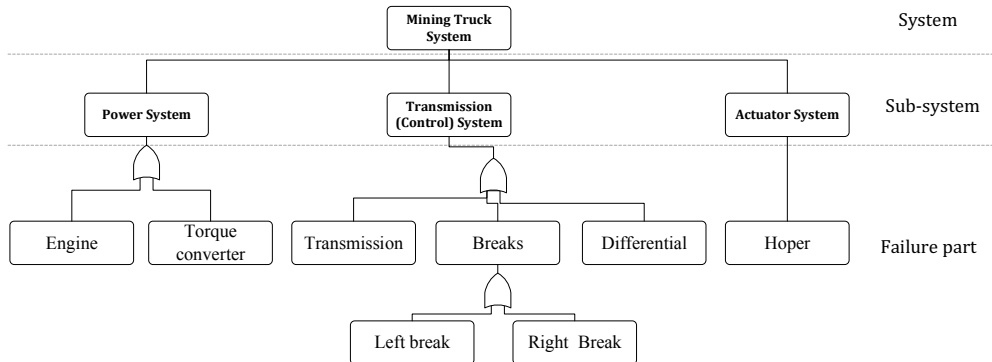 Mining Truck
System
System
Power System
Transmission
(Control) System
Actuator System
Sub-system
Engine
Torque
converter
Transmission
Breaks
Differential
Hoper
Failure part
Left break
Right Break